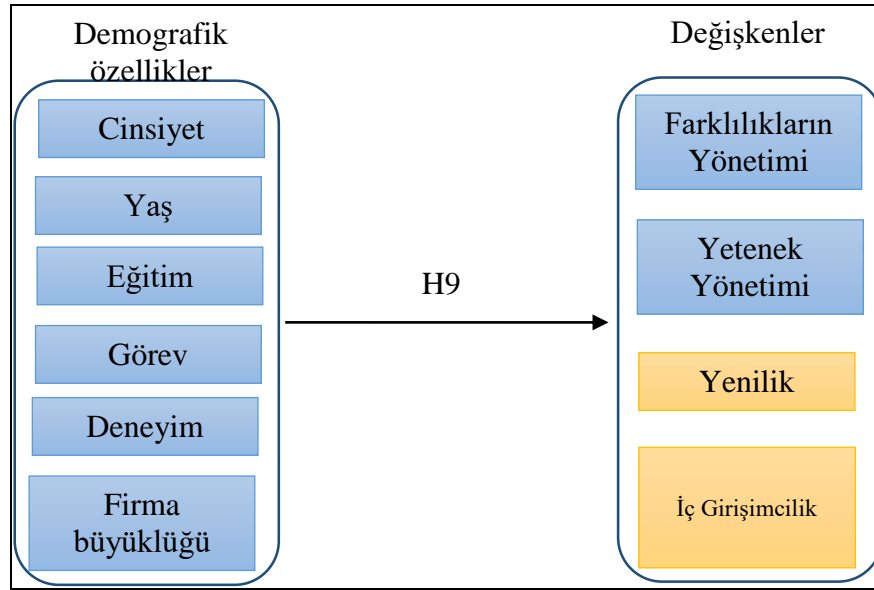 Demografik
özellikler
Cinsiyet
Yaş
Eğitim
Görev
Deneyim
Firma
büyüklüğü
H9
Değişkenler
Farklılıkların
Yönetimi
Yetenek
Yönetimi
Yenilik
İç Girişimcilik